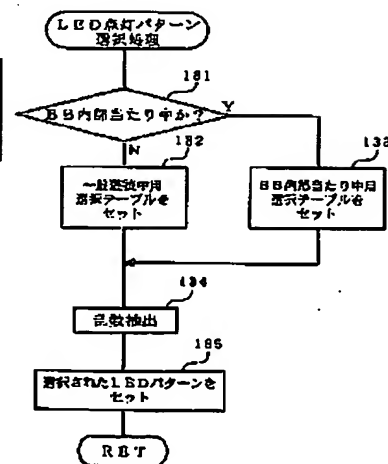 LED点灯パターン
選択処理
181
BB内部当たり中か?
Y
N
182
一般遊技中用
選択テーブルを
セット
133
BB内部当たり中用
選択テーブルを
セット
134
乱数抽出
185
選択されたLEDパターンを
セット
RET